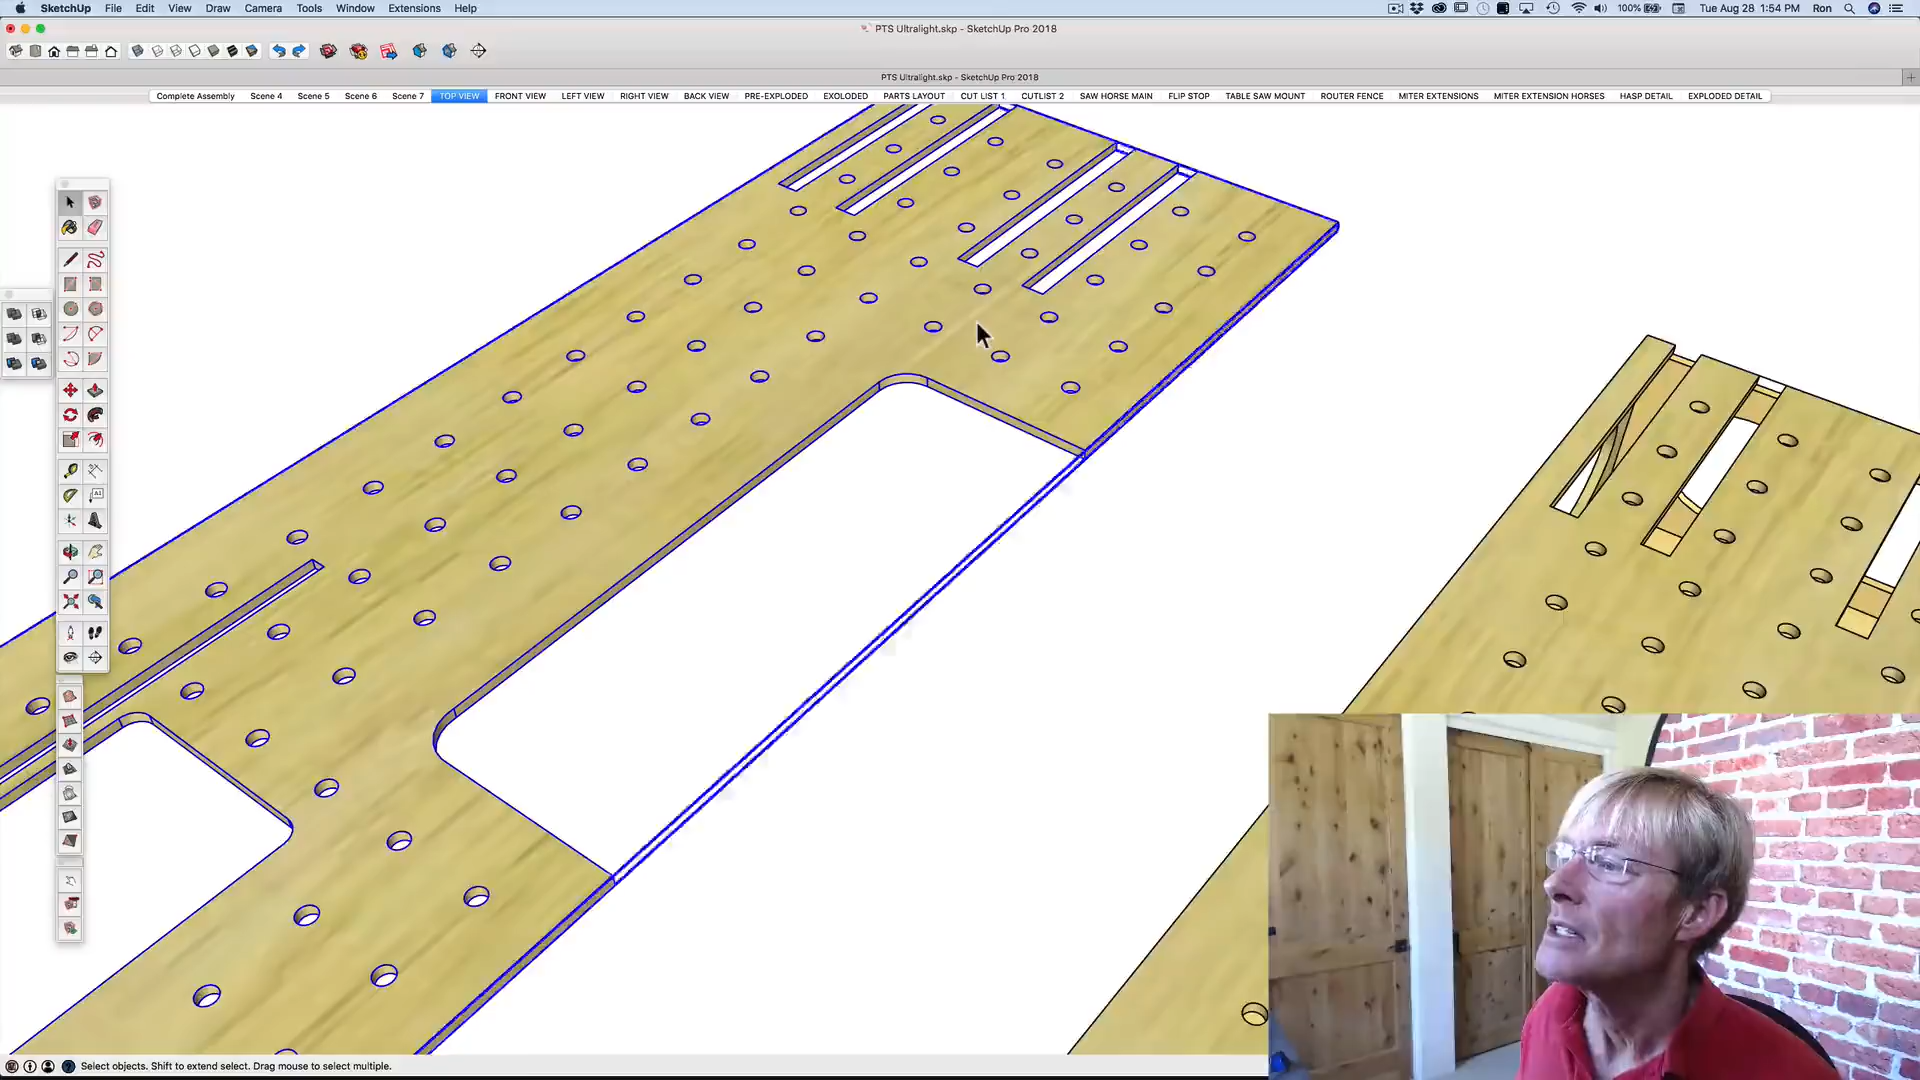 SketchUp File Edit View Draw Camera Tools Window Extensions Help
100% Tue Aug 28 1:54 PM Ron
PTS Ultralight.skp - SketchUp Pro 2018
PTS Ultralight.skp - SketchUp Pro 2018
Complete Assembly Scene 4 Scene 5 Scene 6 Scene 7 TOP VIEW FRONT VIEW LEFT VIEW RIGHT VIEW BACK VIEW PRE-EXPLODED EXOLODED PARTS LAYOUT CUT LIST 1 CUTLIST 2 SAW HORSE MAIN FLIP STOP TABLE SAW MOUNT ROUTER FENCE MITER EXTENSIONS MITER EXTENSION HORSES HASP DETAIL EXPLODED DETAIL
Select objects. Shift to extend select. Drag mouse to select multiple.